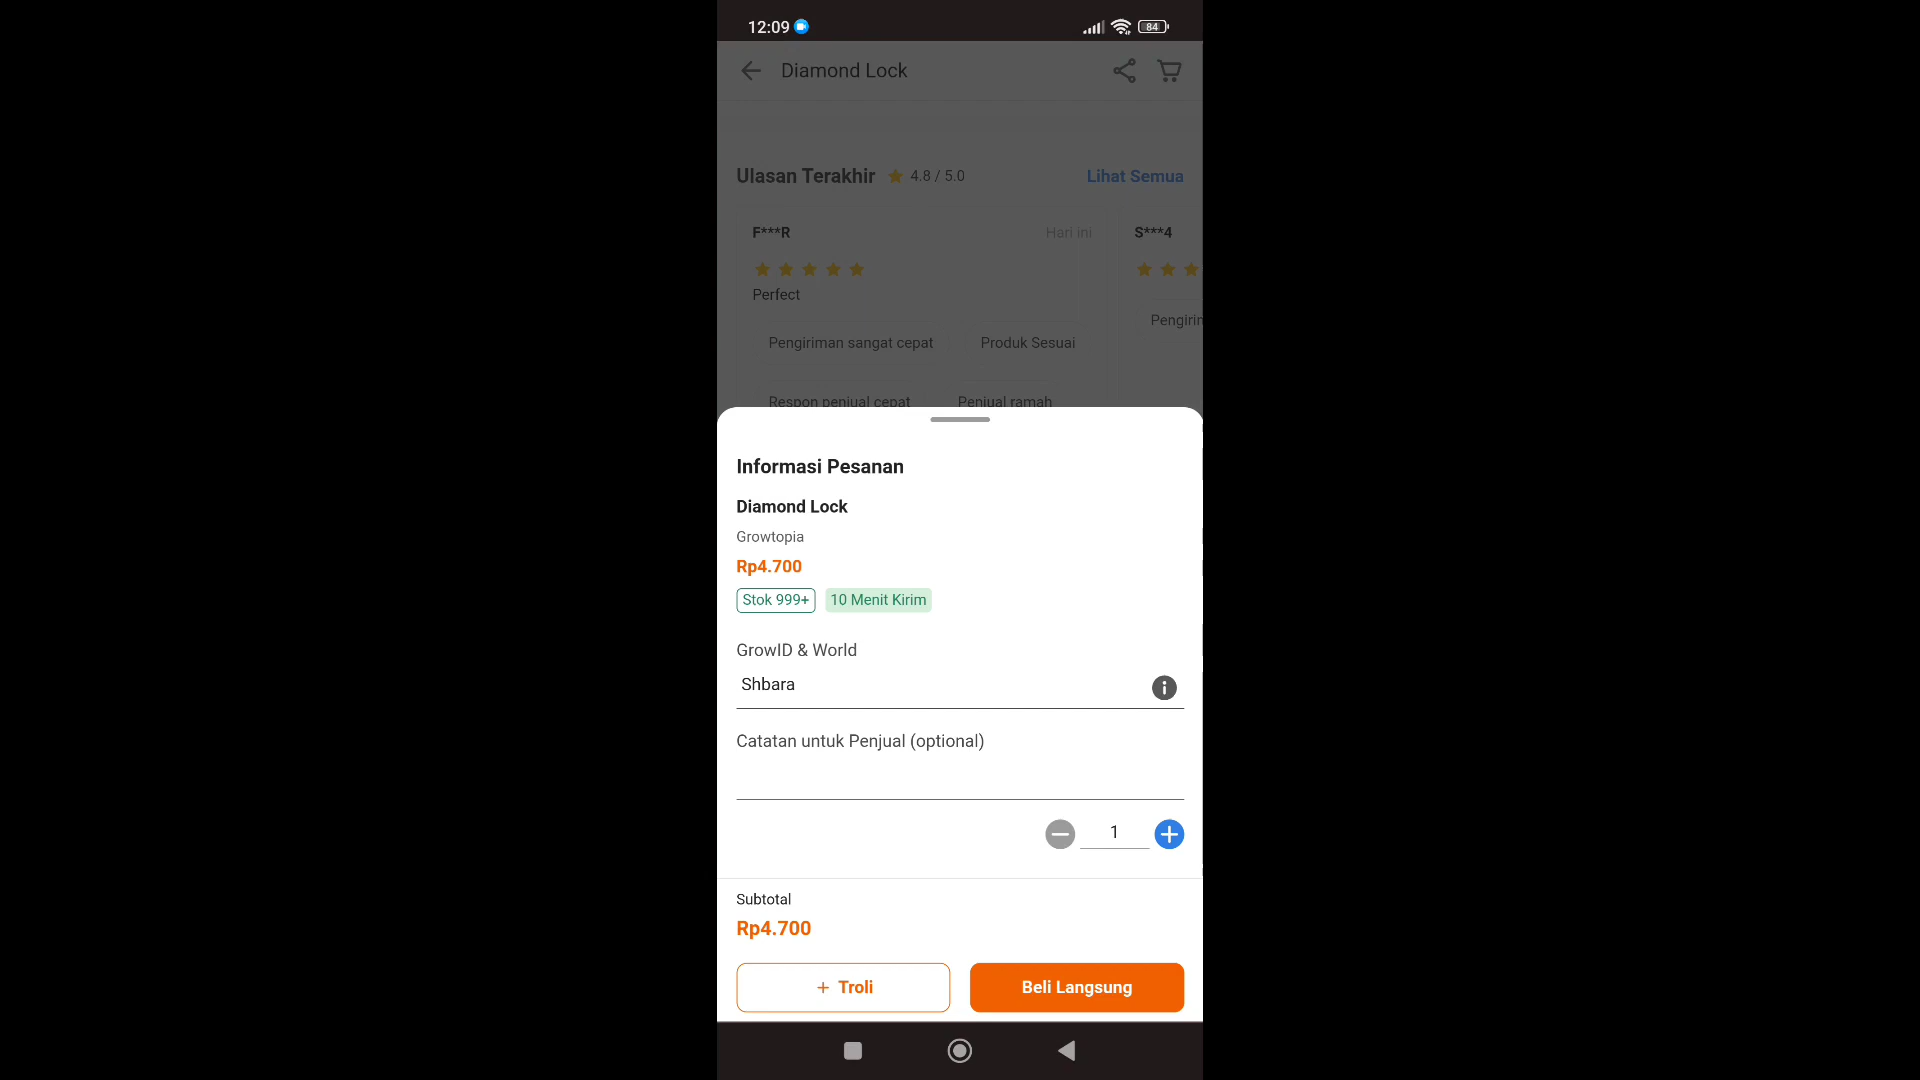 12:09
84
Diamond Lock
Ulasan Terakhir 4.8 / 5.0 Lihat Semua
F***R Hari ini S***4
Perfect
Pengirin
Pengiriman sangat cepat Produk Sesuai
Respon penjual cepat Penjual ramah
Informasi Pesanan
Diamond Lock
Growtopia
Rp4.700
Stok 999+ 10 Menit Kirim
GrowID & World
Shbara
Catatan untuk Penjual (optional)
1
Subtotal
Rp4.700
+ Troli Beli Langsung